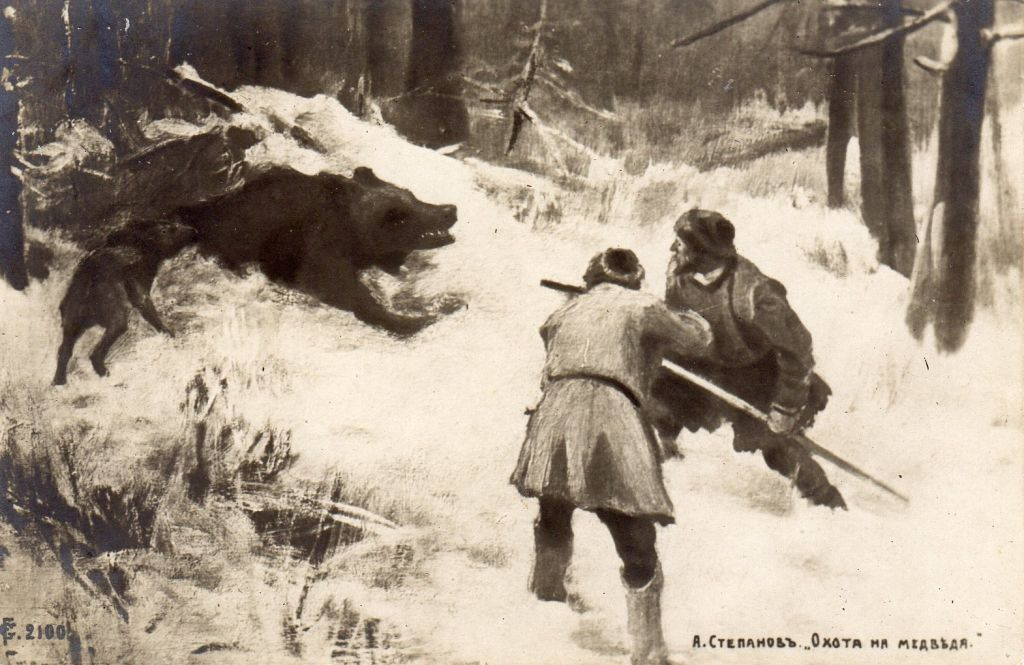 G. 2100.
А. Степановъ. „Охота на медвѣдя."